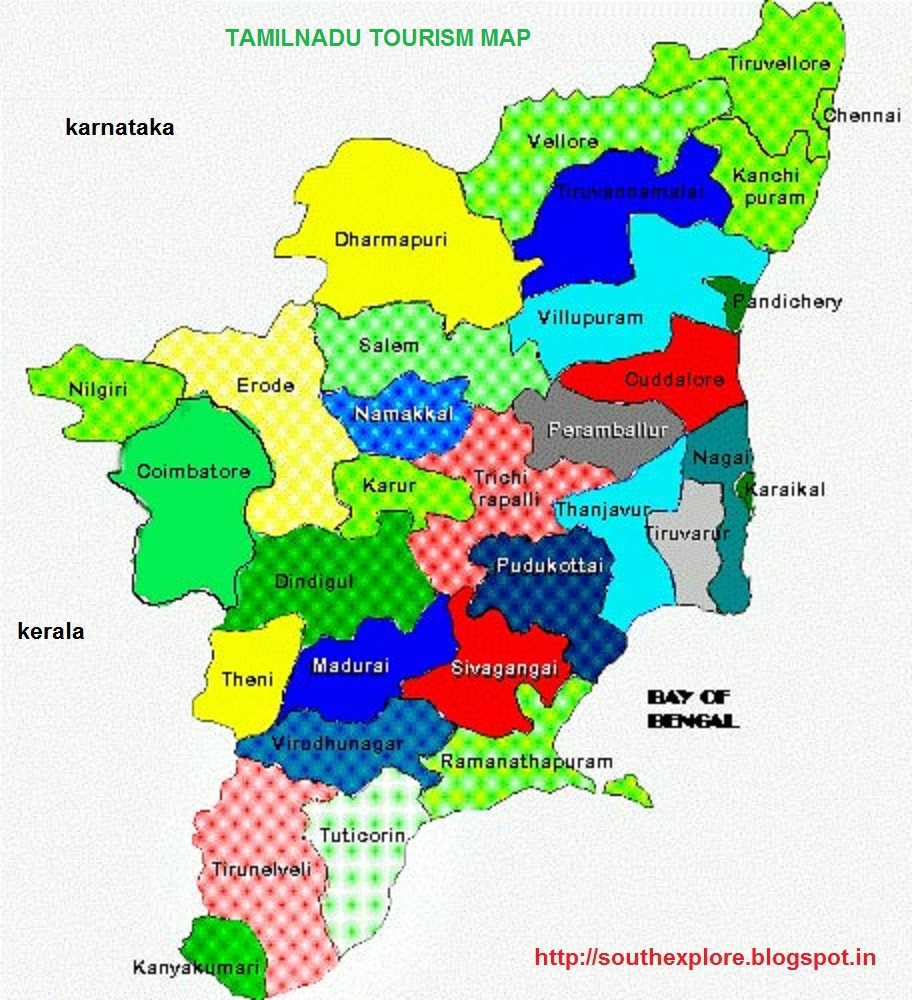 TAMILNADU TOURISM MAP
Tiruvellore
Chennai
karnataka
Vellore
Kanchi
puram
Tiruvannamalai
Dharmapuri
Pandichery
Villupuram
Salem
Cuddalore
Erode
Nilgiri
Namakkal
Peramballur
Nagai
Coimbatore
Trichi
rapalli
Karur
Karaikal
Thanjavur
Tiruvarur
Pudukottai
Dindigul
kerala
Madurai
Sivagangai
Theni
BAY OF
BENGAL
Virudhunagar
Ramanathapuram
Tuticorin
Tirunelveli
Kanyakumari
http://southexplore.blogspot.in